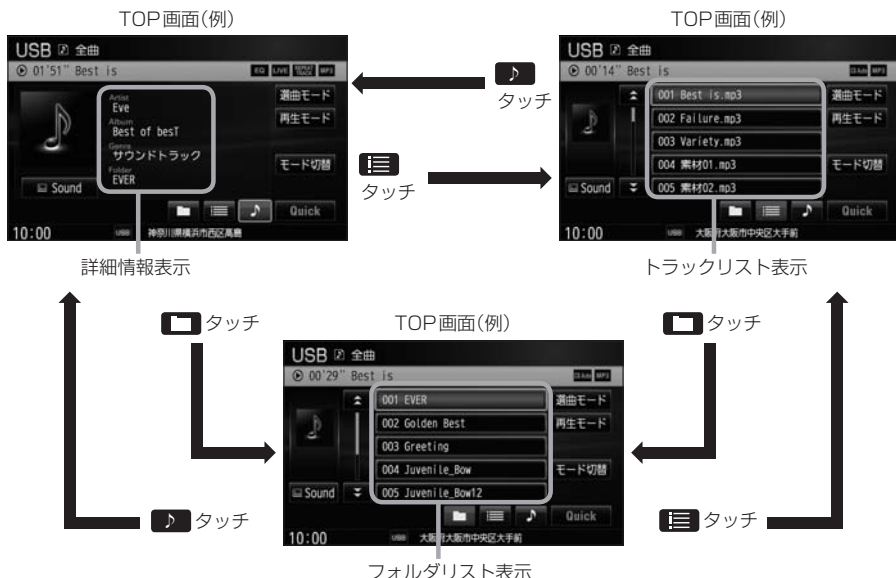 TOP画面(例)
TOP画面(例)
USB 全曲
01'51" Best is
EQ LIVE REPEAT TRACK MP3
Artist
Eve
Album
Best of besT
Genre
サウンドトラック
Folder
EVER
選曲モード
再生モード
モード切替
Sound
Quick
10:00 USB 神奈川県横浜市西区高島
詳細情報表示
タッチ
タッチ
USB 全曲
00'14" Best is
MP3
001 Best is.mp3
002 Failure.mp3
003 Variety.mp3
004 素材01.mp3
005 素材02.mp3
選曲モード
再生モード
モード切替
Sound
Quick
10:00 USB 大阪府大阪市中央区大手前
トラックリスト表示
タッチ
TOP画面(例)
タッチ
USB 全曲
00'29" Best is
MP3
001 EVER
002 Golden Best
003 Greeting
004 Juvenile_Bow
005 Juvenile_Bow12
選曲モード
再生モード
モード切替
Sound
Quick
10:00 USB 大阪府大阪市中央区大手前
タッチ
タッチ
フォルダリスト表示